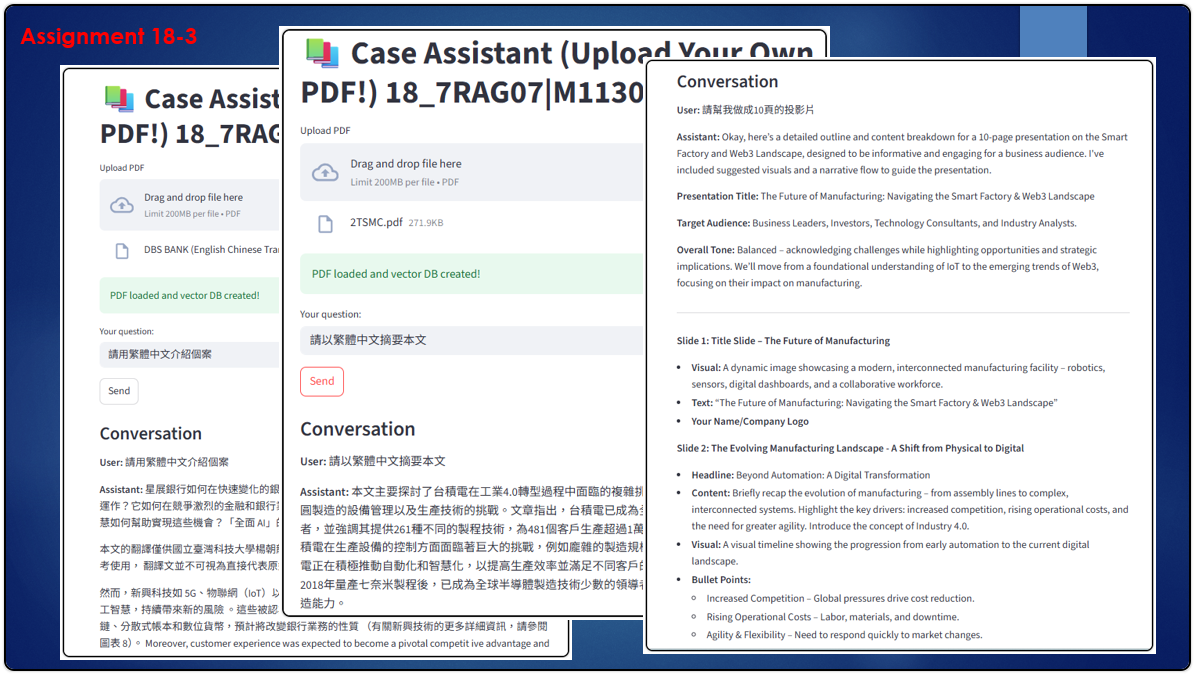 Assignment 18-3
Case Assist
PDF!) 18_7RAG
Upload PDF
Drag and drop file here
Limit 200MB per file • PDF
DBS BANK (English Chinese Tra
PDF loaded and vector DB created!
Your question:
請用繁體中文介紹個案
Send
Conversation
User: 請用繁體中文介紹個案
Assistant: 星展銀行如何在快速變化的銀
運作？它如何在競爭激烈的金融和銀行
慧如何幫助實現這些機會？「全面 AI」的
本文的翻譯僅供國立臺灣科技大學楊朝
考使用， 翻譯文並不可視為直接代表原
然而，新興科技如 5G、物聯網（IoT）以
工智慧，持續帶來新的風險 。這些被認
鏈、分散式帳本和數位貨幣，預計將改變銀行業務的性質 （有關新興技術的更多詳細資訊，請參閱
圖表 8）。 Moreover, customer experience was expected to become a pivotal competit ive advantage and
Case Assistant (Upload Your Own
PDF!) 18_7RAG07|M1130
Upload PDF
Drag and drop file here
Limit 200MB per file • PDF
2TSMC.pdf 271.9KB
PDF loaded and vector DB created!
Your question:
請以繁體中文摘要本文
Send
Conversation
User: 請以繁體中文摘要本文
Assistant: 本文主要探討了台積電在工業4.0轉型過程中面臨的複雜挑
圓製造的設備管理以及生產技術的挑戰。文章指出，台積電已成為全
者，並強調其提供261種不同的製程技術，為481個客戶生產超過1萬
積電在生產設備的控制方面面臨著巨大的挑戰，例如龐雜的製造規模
電正在積極推動自動化和智慧化，以提高生產效率並滿足不同客戶的
2018年量產七奈米製程後，已成為全球半導體製造技術少數的領導者
造能力。
Conversation
User: 請幫我做成10頁的投影片
Assistant: Okay, here's a detailed outline and content breakdown for a 10-page presentation on the Smart
Factory and Web3 Landscape, designed to be informative and engaging for a business audience. I've
included suggested visuals and a narrative flow to guide the presentation.
Presentation Title: The Future of Manufacturing: Navigating the Smart Factory & Web3 Landscape
Target Audience: Business Leaders, Investors, Technology Consultants, and Industry Analysts.
Overall Tone: Balanced – acknowledging challenges while highlighting opportunities and strategic
implications. We'll move from a foundational understanding of IoT to the emerging trends of Web3,
focusing on their impact on manufacturing.
Slide 1: Title Slide – The Future of Manufacturing
• Visual: A dynamic image showcasing a modern, interconnected manufacturing facility – robotics,
sensors, digital dashboards, and a collaborative workforce.
• Text: "The Future of Manufacturing: Navigating the Smart Factory & Web3 Landscape"
• Your Name/Company Logo
Slide 2: The Evolving Manufacturing Landscape - A Shift from Physical to Digital
• Headline: Beyond Automation: A Digital Transformation
• Content: Briefly recap the evolution of manufacturing – from assembly lines to complex,
interconnected systems. Highlight the key drivers: increased competition, rising operational costs, and
the need for greater agility. Introduce the concept of Industry 4.0.
• Visual: A visual timeline showing the progression from early automation to the current digital
landscape.
• Bullet Points:
○ Increased Competition – Global pressures drive cost reduction.
○ Rising Operational Costs – Labor, materials, and downtime.
○ Agility & Flexibility – Need to respond quickly to market changes.